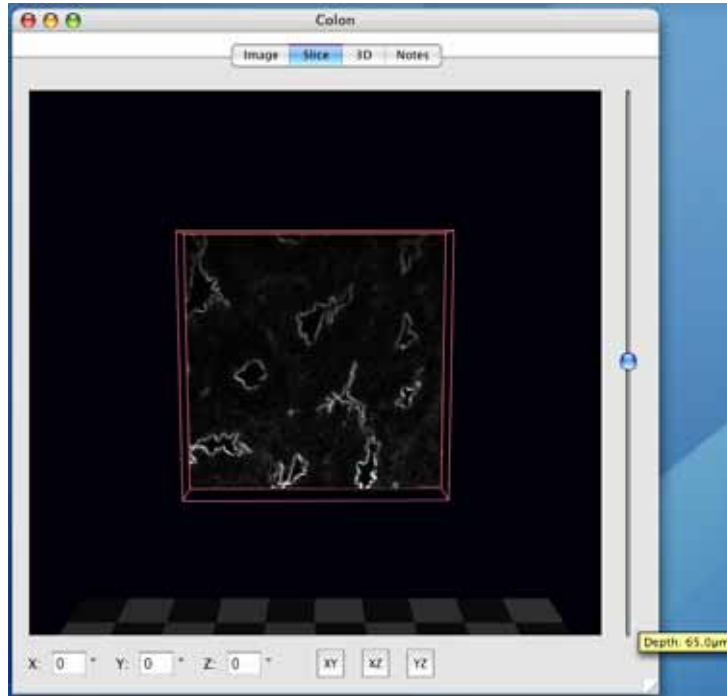 Colon
Image Slice 3D Notes
Depth: 65.0µm
X: 0 ° Y: 0 ° Z: 0 ° XY XZ YZ